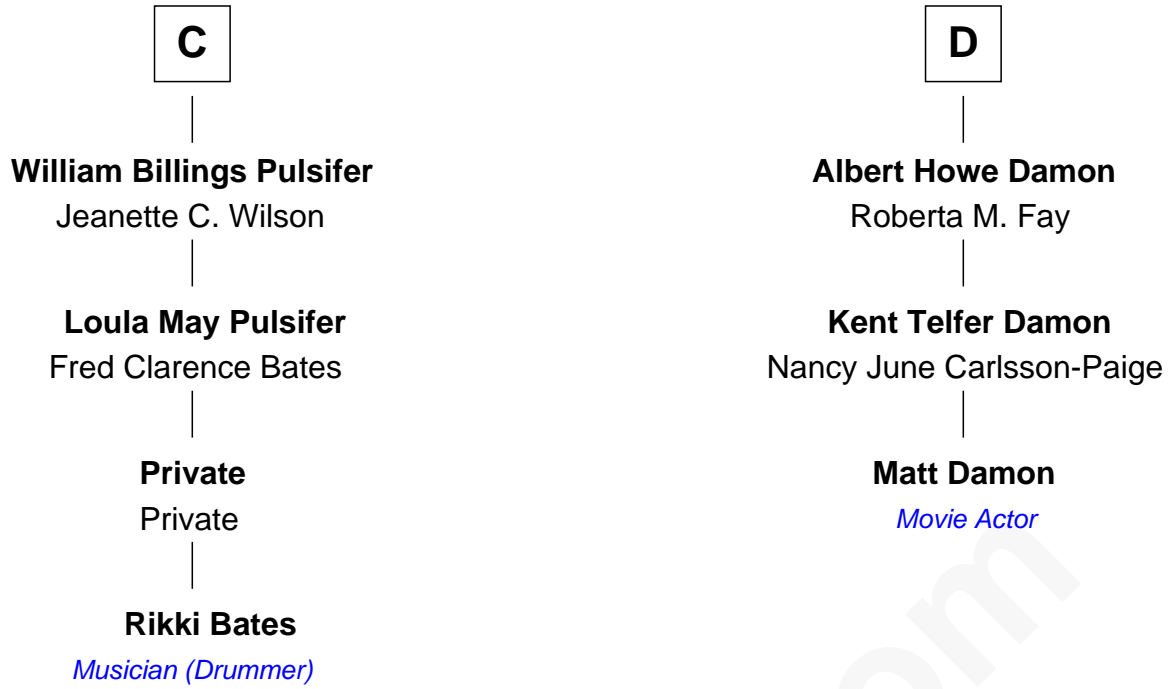 C
William Billings Pulsifer
Jeanette C. Wilson
Loula May Pulsifer
Fred Clarence Bates
Private
Private
Rikki Bates
Musician (Drummer)
D
Albert Howe Damon
Roberta M. Fay
Kent Telfer Damon
Nancy June Carlsson-Paige
Matt Damon
Movie Actor
om